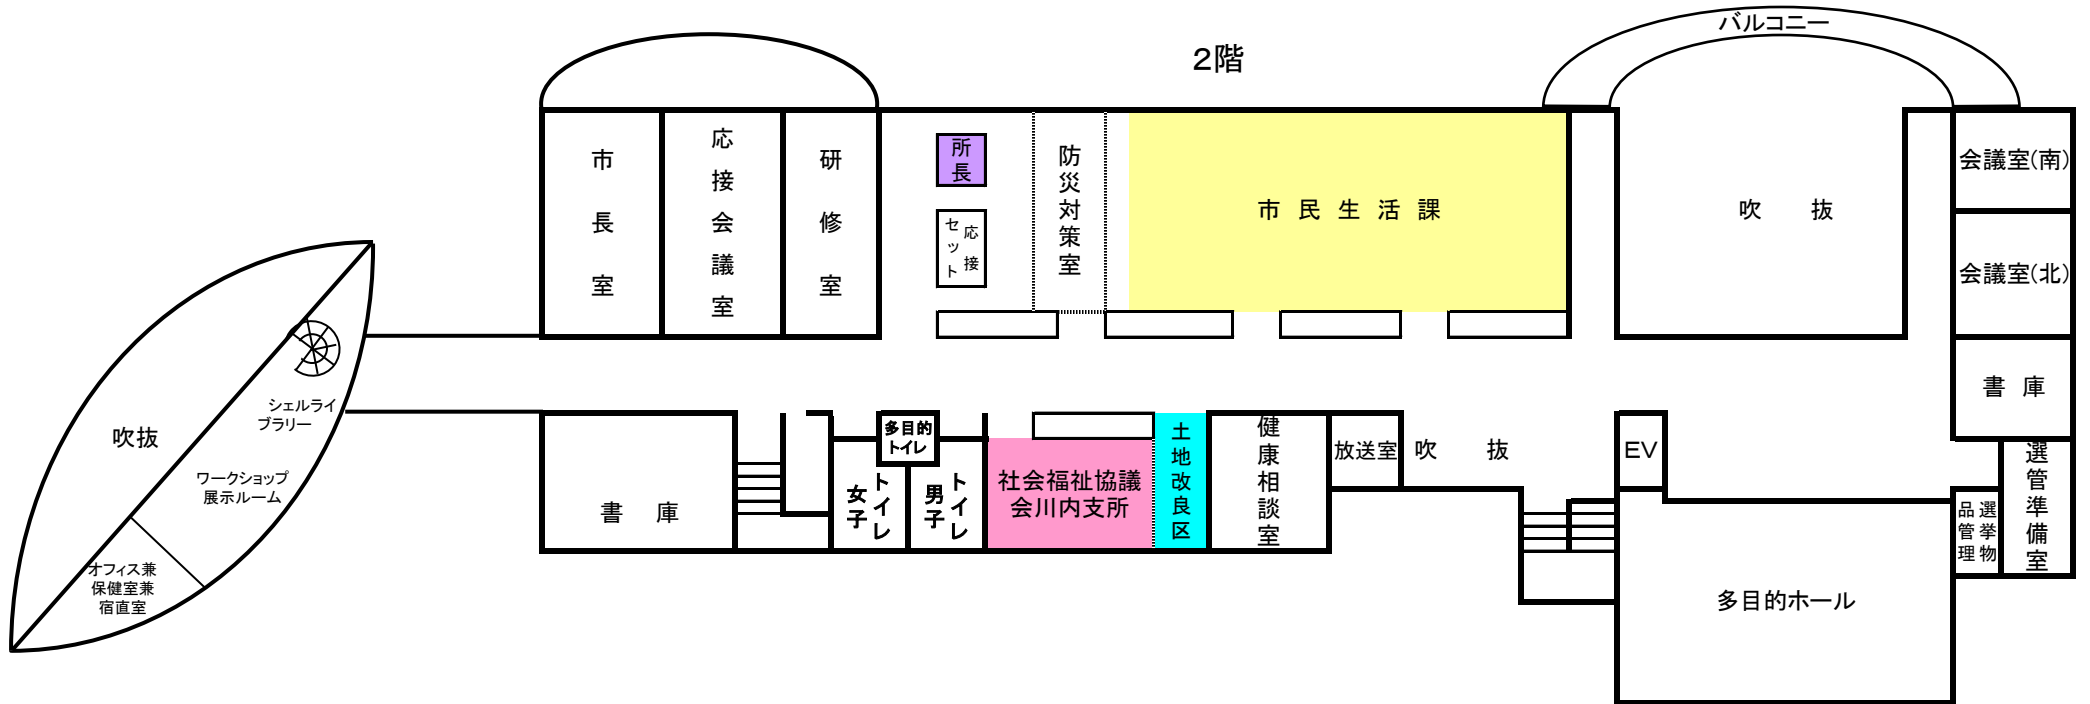 バルコニー
2階
市長室
応接会議室
研修室
所長
応接
セット
防災対策室
市民生活課
吹抜
会議室(南)
会議室(北)
書庫
選管準備室
選挙物
品管理
シェルライ
ブラリー
吹抜
ワークショップ
展示ルーム
オフィス兼
保健室兼
宿直室
書庫
多目的
トイレ
女子
トイレ
男子
トイレ
社会福祉協議
会川内支所
土地改良区
健康相談室
放送室
吹抜
EV
多目的ホール